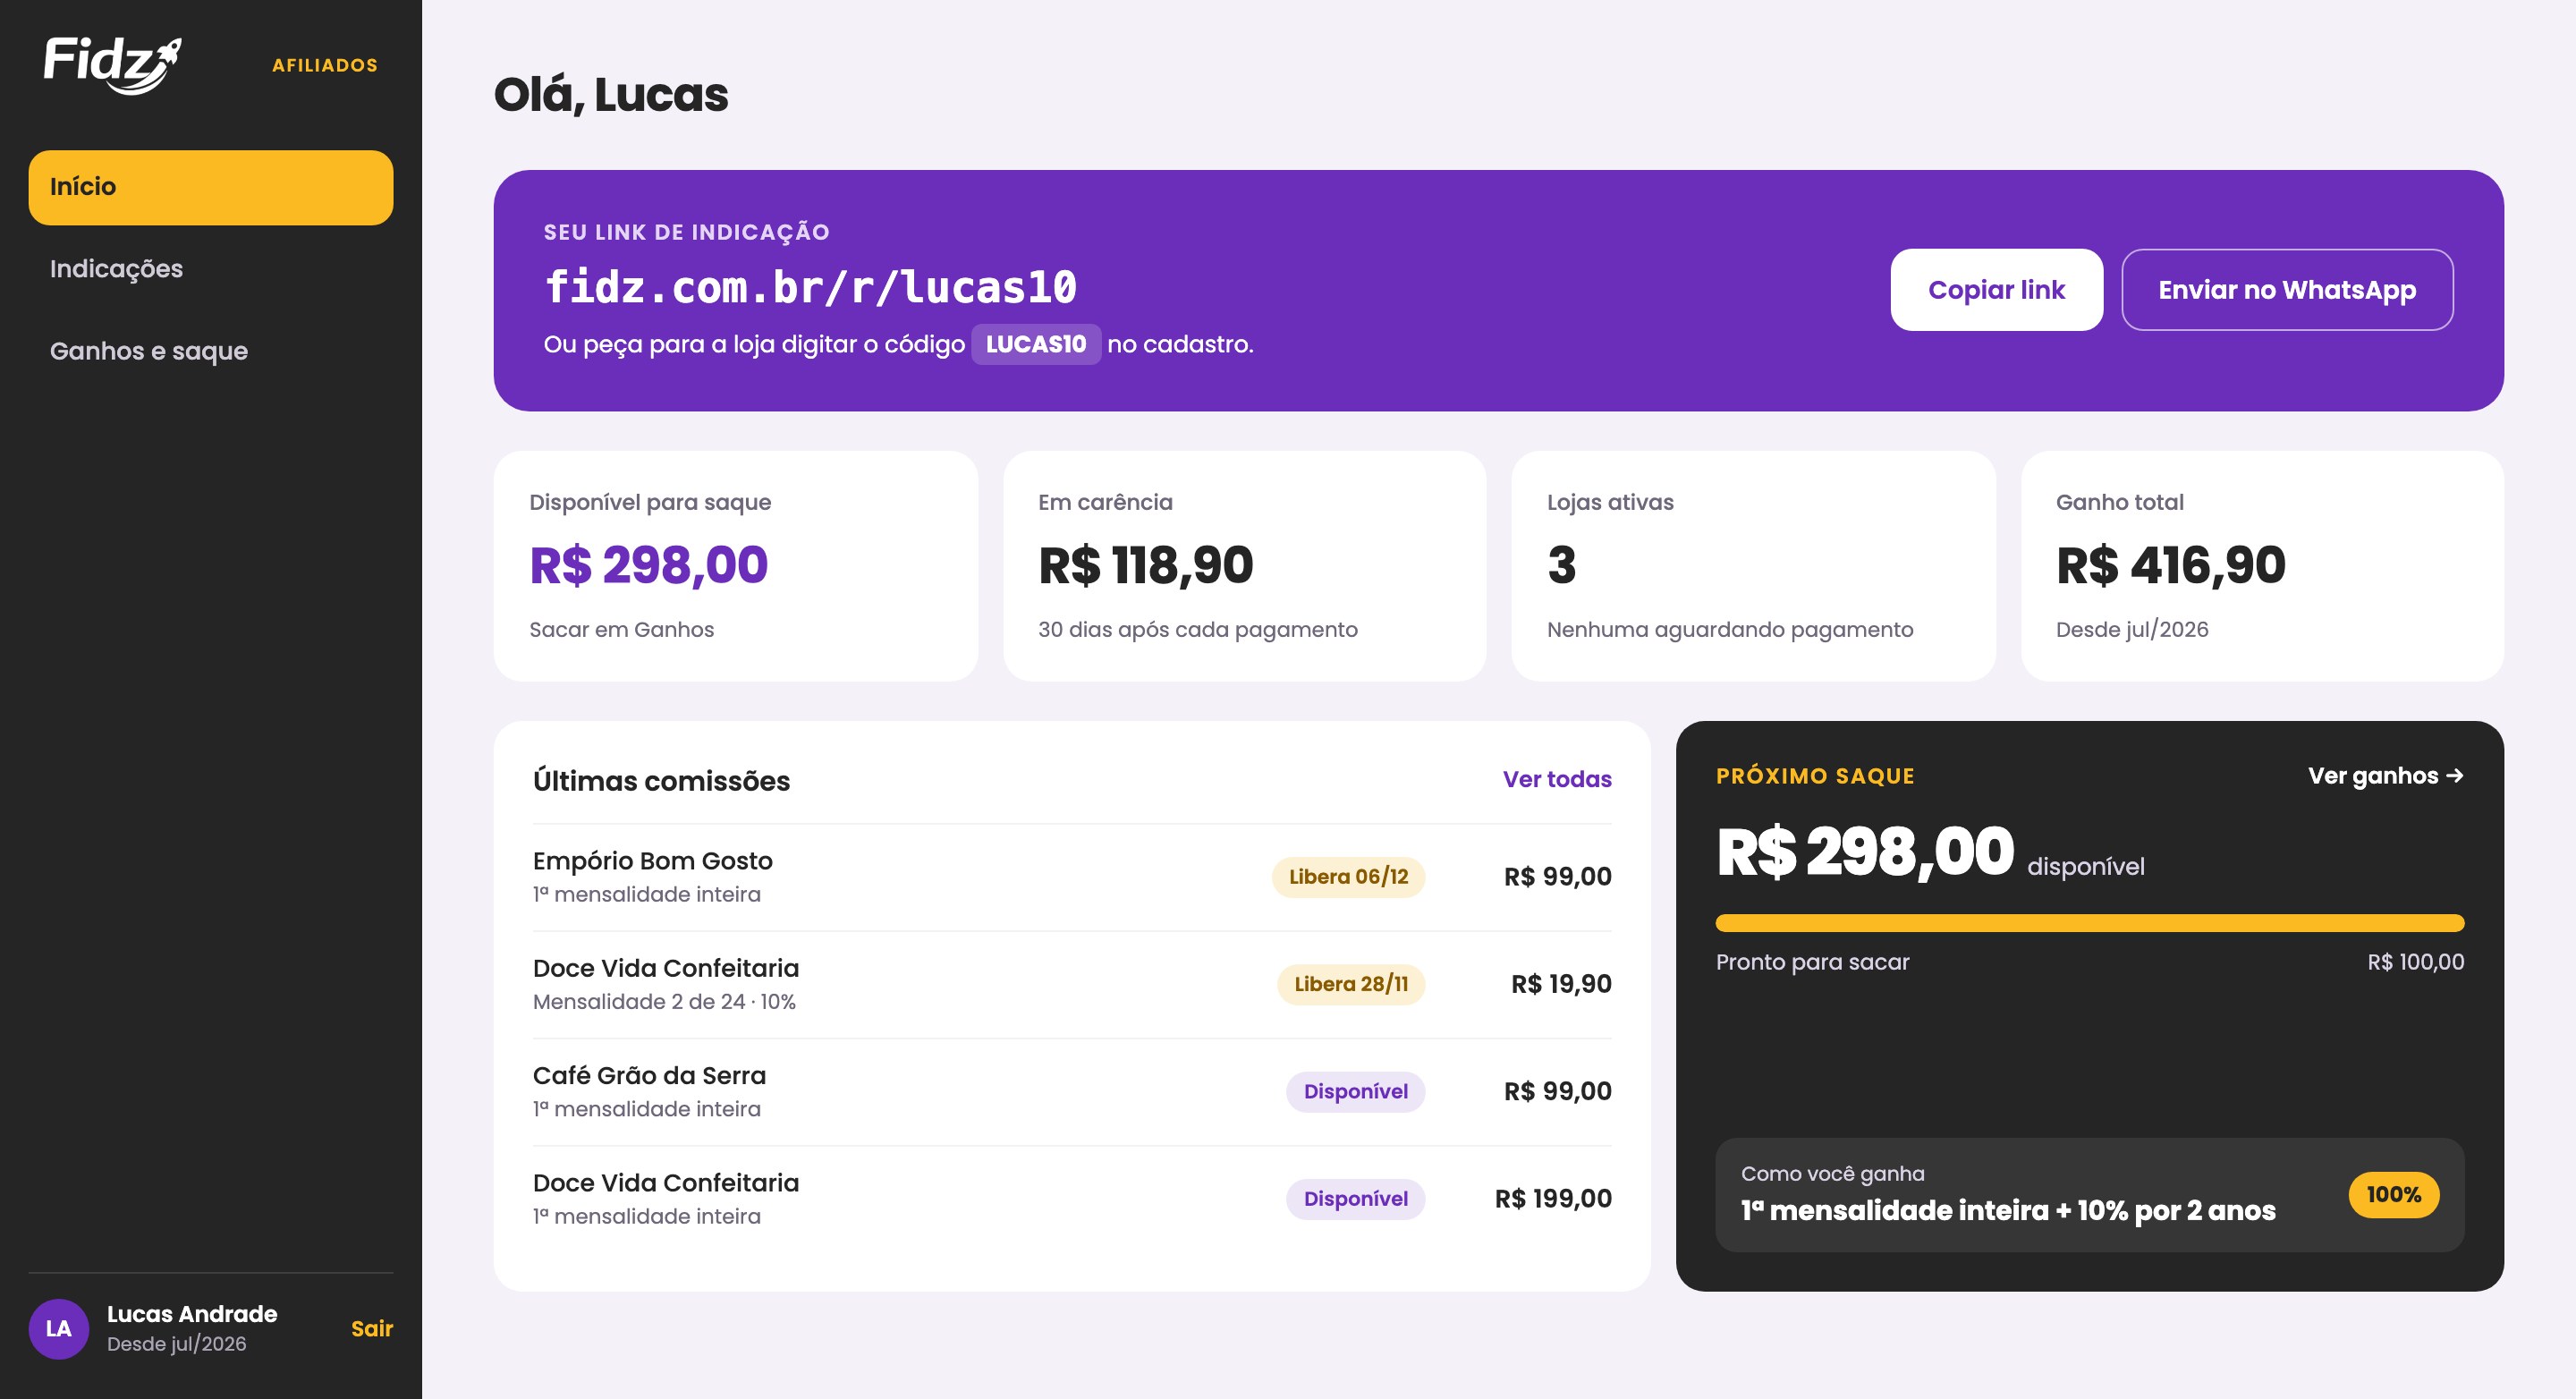 Fidz
AFILIADOS
Início
Indicações
Ganhos e saque
Olá, Lucas
SEU LINK DE INDICAÇÃO
fidz.com.br/r/lucas10
Ou peça para a loja digitar o código LUCAS10 no cadastro.
Copiar link
Enviar no WhatsApp
Disponível para saque
R$ 298,00
Sacar em Ganhos
Em carência
R$ 118,90
30 dias após cada pagamento
Lojas ativas
3
Nenhuma aguardando pagamento
Ganho total
R$ 416,90
Desde jul/2026
Últimas comissões
Ver todas
Empório Bom Gosto
1ª mensalidade inteira
Libera 06/12
R$ 99,00
Doce Vida Confeitaria
Mensalidade 2 de 24 · 10%
Libera 28/11
R$ 19,90
Café Grão da Serra
1ª mensalidade inteira
Disponível
R$ 99,00
Doce Vida Confeitaria
1ª mensalidade inteira
Disponível
R$ 199,00
PRÓXIMO SAQUE
Ver ganhos →
R$ 298,00 disponível
Pronto para sacar
R$ 100,00
Como você ganha
1ª mensalidade inteira + 10% por 2 anos
100%
LA
Lucas Andrade
Desde jul/2026
Sair